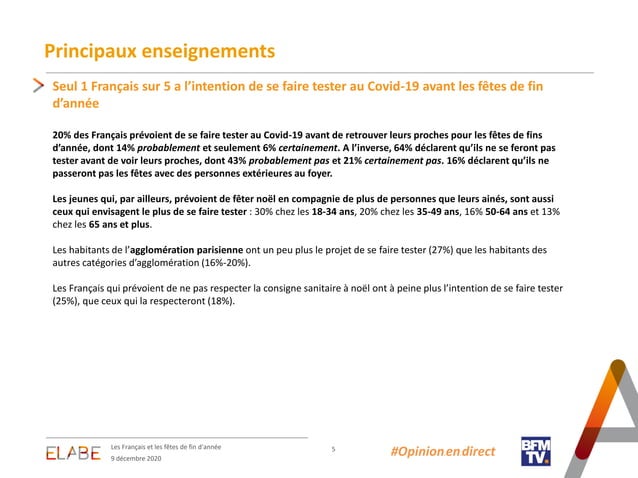 Principaux enseignements
Seul 1 Français sur 5 a l’intention de se faire tester au Covid-19 avant les fêtes de fin
d’année
20% des Français prévoient de se faire tester au Covid-19 avant de retrouver leurs proches pour les fêtes de fins
d’année, dont 14% probablement et seulement 6% certainement. A l’inverse, 64% déclarent qu’ils ne se feront pas
tester avant de voir leurs proches, dont 43% probablement pas et 21% certainement pas. 16% déclarent qu’ils ne
passeront pas les fêtes avec des personnes extérieures au foyer.
Les jeunes qui, par ailleurs, prévoient de fêter noël en compagnie de plus de personnes que leurs ainés, sont aussi
ceux qui envisagent le plus de se faire tester : 30% chez les 18-34 ans, 20% chez les 35-49 ans, 16% 50-64 ans et 13%
chez les 65 ans et plus.
Les habitants de l’agglomération parisienne ont un peu plus le projet de se faire tester (27%) que les habitants des
autres catégories d’agglomération (16%-20%).
Les Français qui prévoient de ne pas respecter la consigne sanitaire à noël ont à peine plus l’intention de se faire tester
(25%), que ceux qui la respecteront (18%).
ELABE
Les Français et les fêtes de fin d’année
9 décembre 2020
5
#Opinion en direct
BFM
TV.